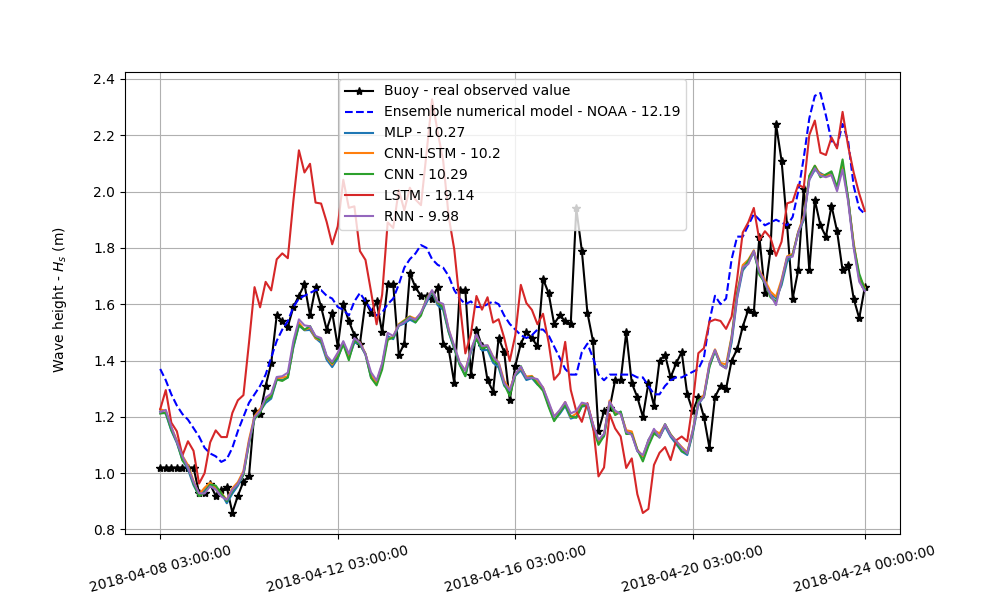 2.4
2.2
2.0
1.8
1.6
1.4
1.2
1.0
0.8
Wave height - Hs (m)
Buoy - real observed value
Ensemble numerical model - NOAA - 12.19
MLP - 10.27
CNN-LSTM - 10.2
CNN - 10.29
LSTM - 19.14
RNN - 9.98
2018-04-08 03:00:00
2018-04-12 03:00:00
2018-04-16 03:00:00
2018-04-20 03:00:00
2018-04-24 00:00:00